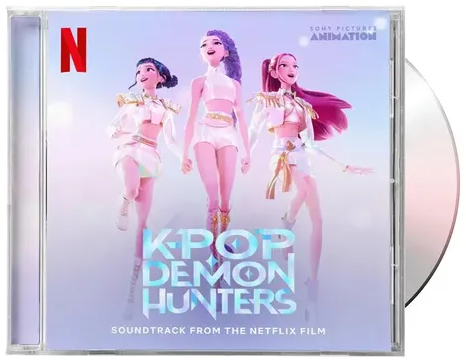 N
SONY PICTURES
ANIMATION
K-POP
DEMON
HUNTERS
SOUNDTRACK FROM THE NETFLIX FILM